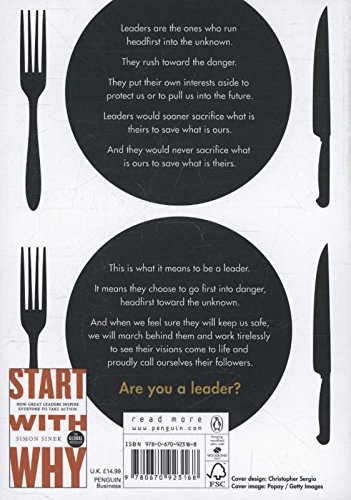 Leaders are the ones who run
headfirst into the unknown.
They rush toward the danger.
They put their own interests aside to
protect us or to pull us into the future.
Leaders would sooner sacrifice what
is theirs to save what is ours.
And they would never sacrifice what
is ours to save what is theirs.
This is what it means to be a leader.
It means they choose to go first into danger,
headfirst toward the unknown.
And when we feel sure they will keep us safe,
we will march behind them and work tirelessly
to see their visions come to life and
proudly call ourselves their followers.
Are you a leader?
START
HOW GREAT LEADERS INSPIRE
EVERYONE TO TAKE ACTION
WITH
SIMON SINEK
GLOBAL
WHY
U.K. £14.99
PENGUIN
Business
read more
www.penguin.com
ISBN 978-0-670-92316-8
9 780670 923168
WOODLAND
FSC
Cover design: Christopher Sergio
Cover image: Popay / Getty Images